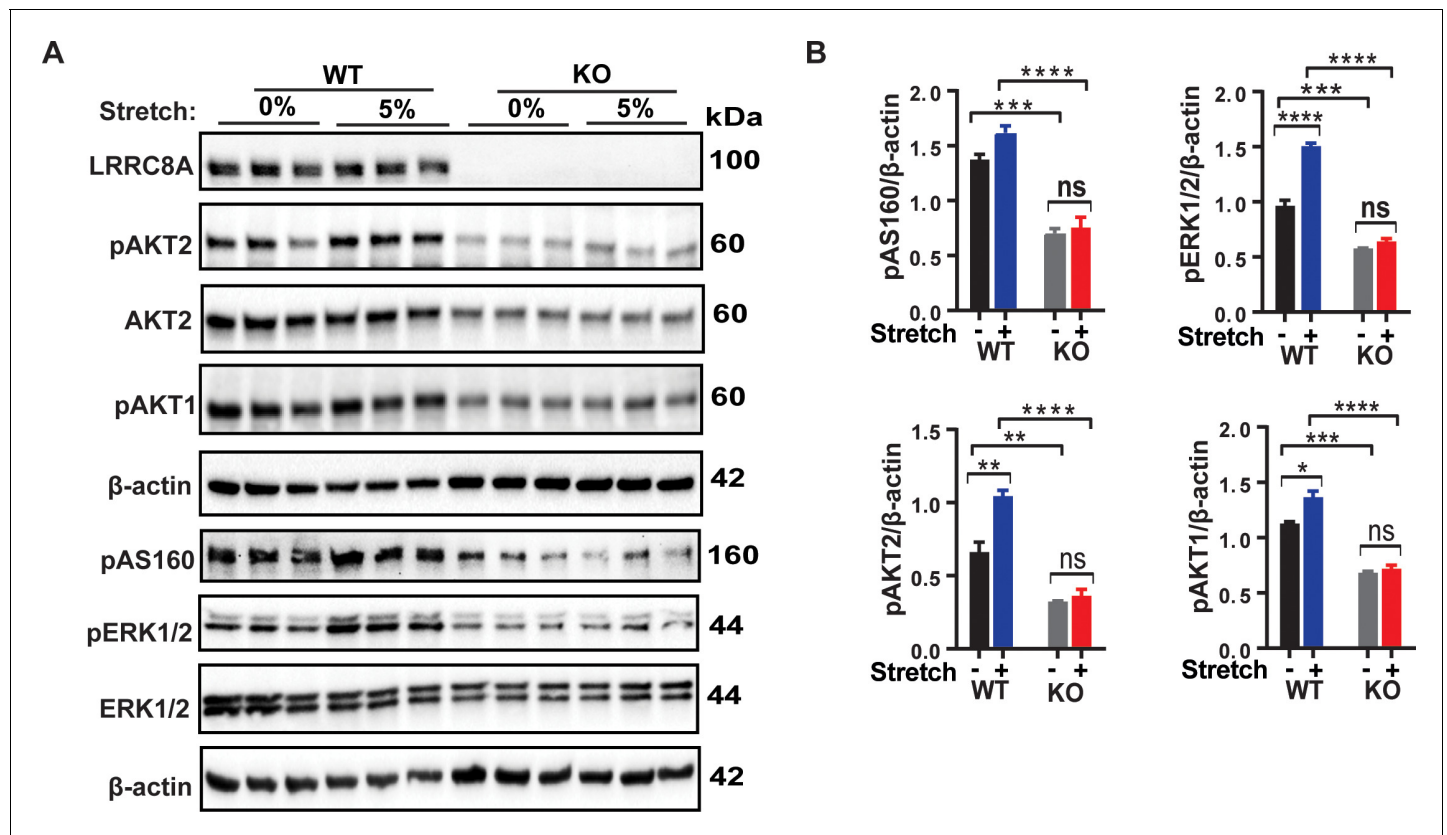 A
WT KO
Stretch: 0% 5% 0% 5% kDa
LRRC8A 100
pAKT2 60
AKT2 60
pAKT1 60
β-actin 42
pAS160 160
pERK1/2 44
ERK1/2 44
β-actin 42
B
pAS160/β-actin
2.0
1.5
1.0
0.5
0.0
****
***
ns
Stretch - + - +
WT KO
pERK1/2/β-actin
2.0
1.5
1.0
0.5
0.0
****
***
****
ns
Stretch - + - +
WT KO
pAKT2/β-actin
1.5
1.0
0.5
0.0
****
**
**
ns
Stretch - + - +
WT KO
pAKT1/β-actin
2.0
1.5
1.0
0.5
0.0
****
***
*
ns
Stretch - + - +
WT KO